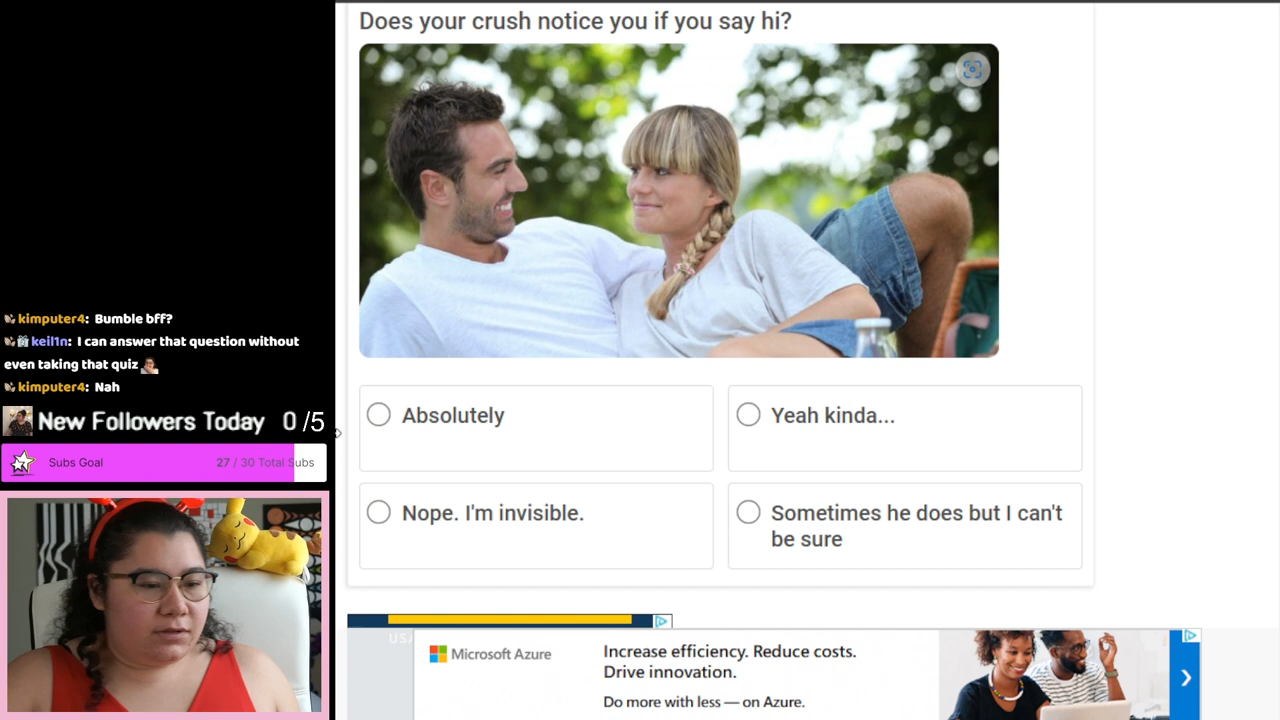 Does your crush notice you if you say hi?
kimputer4: Bumble bff?
keil1n: I can answer that question without
even taking that quiz
kimputer4: Nah
New Followers Today 0 /5
Subs Goal 27 / 30 Total Subs
Absolutely
Yeah kinda...
Nope. I'm invisible.
Sometimes he does but I can't
be sure
USA
Microsoft Azure
Increase efficiency. Reduce costs.
Drive innovation.
Do more with less — on Azure.